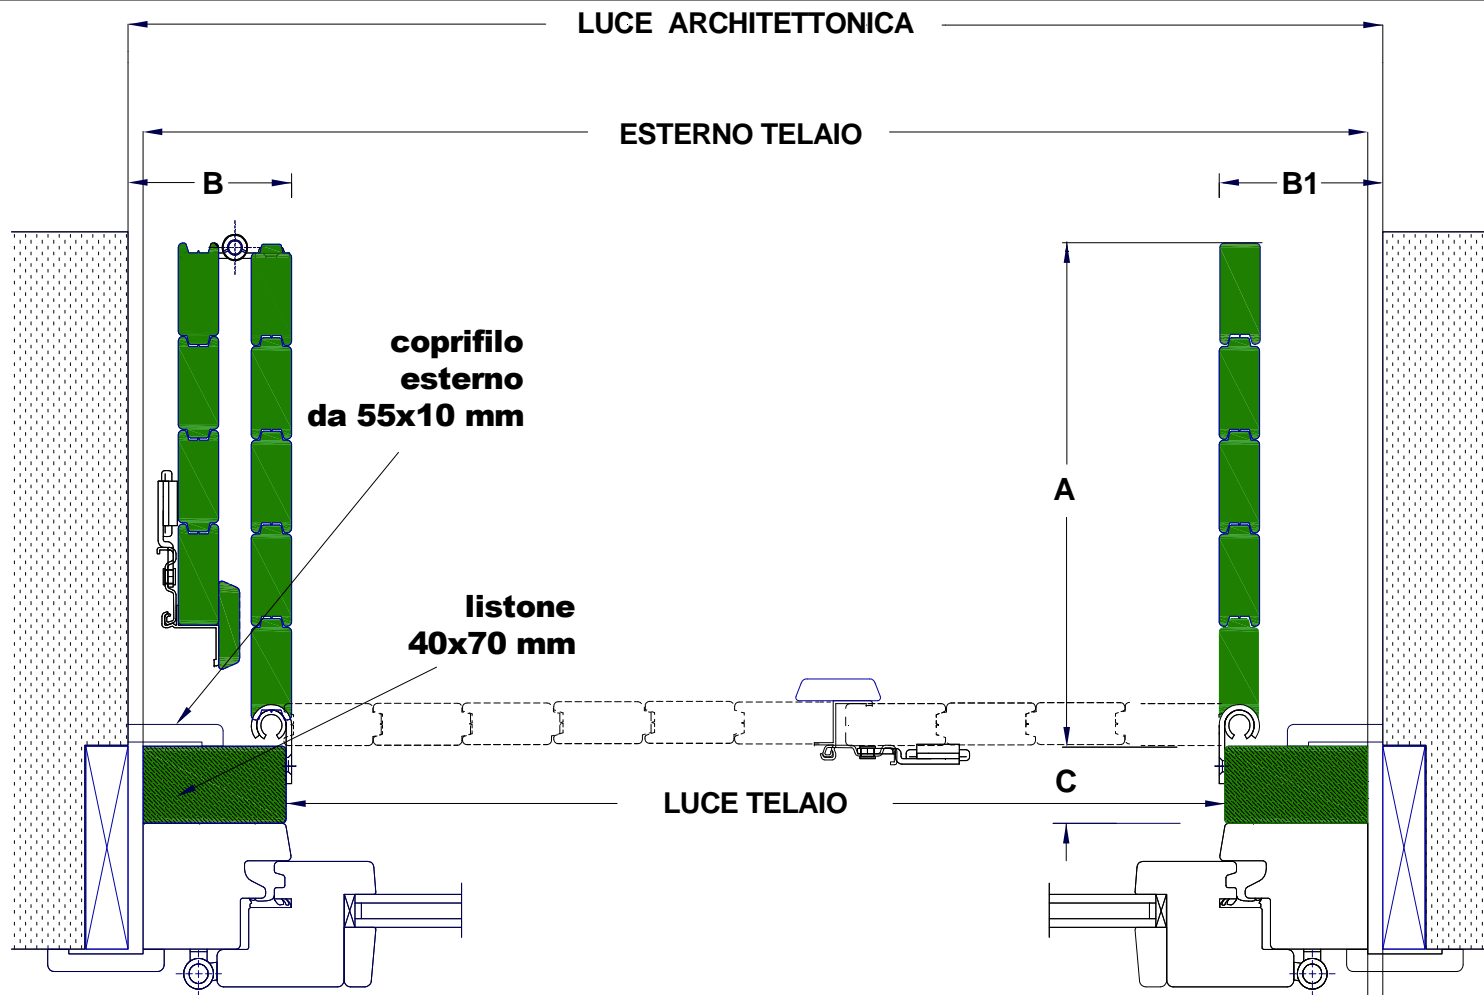 LUCE ARCHITETTONICA
ESTERNO TELAIO
B
B1
coprifilo
esterno
da 55x10 mm
A
listone
40x70 mm
C
LUCE TELAIO